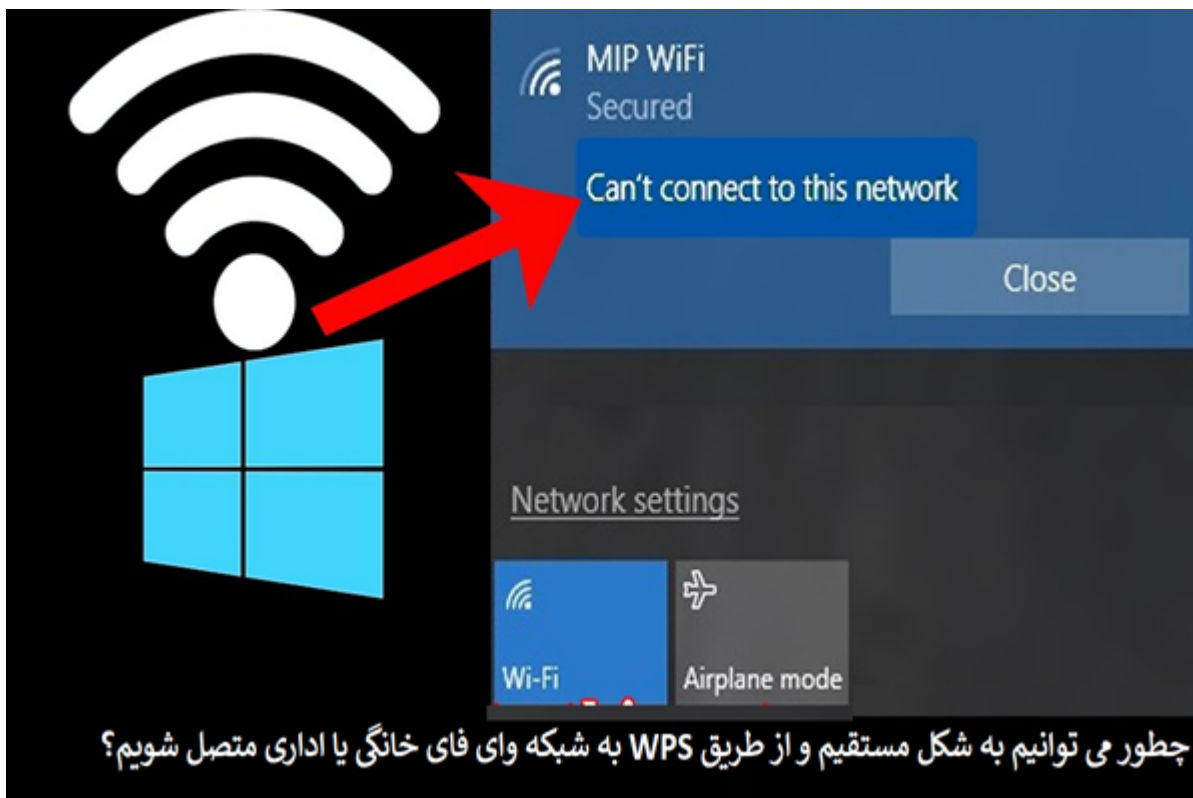 MIP WiFi
Secured
Can't connect to this network
Close
Network settings
Wi-Fi
Airplane mode
چطور می توانیم به شکل مستقیم و از طریق WPS به شبکه وای فای خانگی یا اداری متصل شویم؟